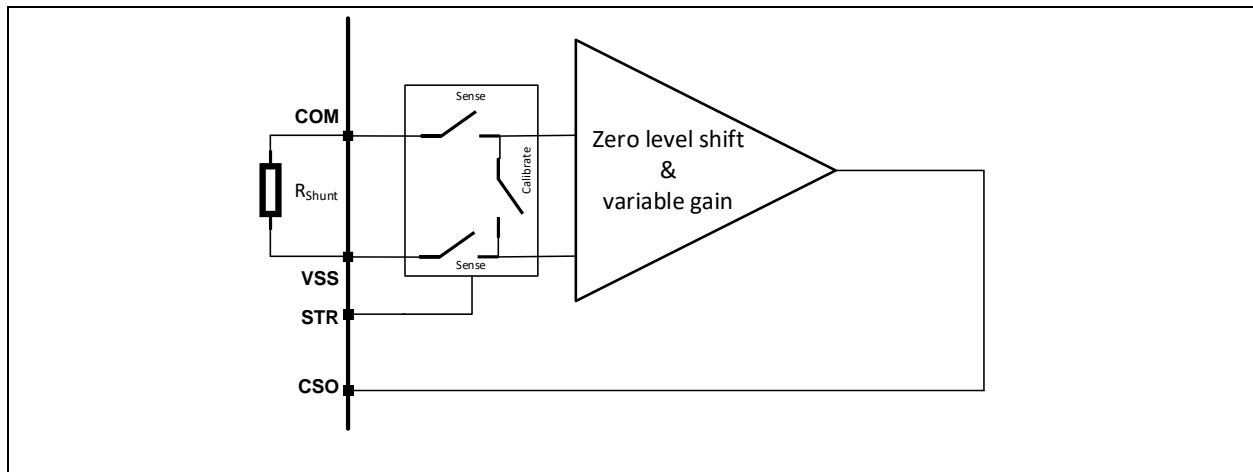 COM
Sense
Zero level shift
&
variable gain
Calibrate
RShunt
Sense
VSS
STR
CSO